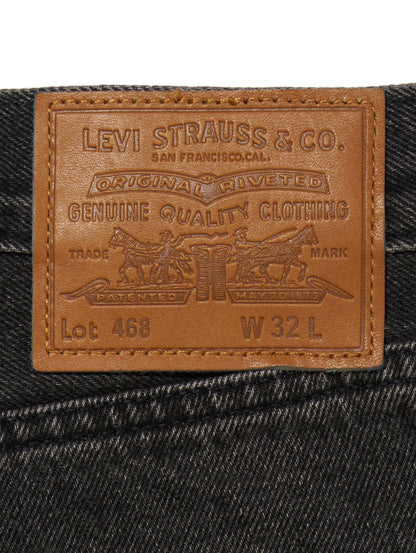 LEVI STRAUSS & CO.
SAN FRANCISCO, CAL.
ORIGINAL RIVETED
GENUINE QUALITY CLOTHING
TRADE MARK
PATENTED MAY 20 1873
Lot 468 W 32 L